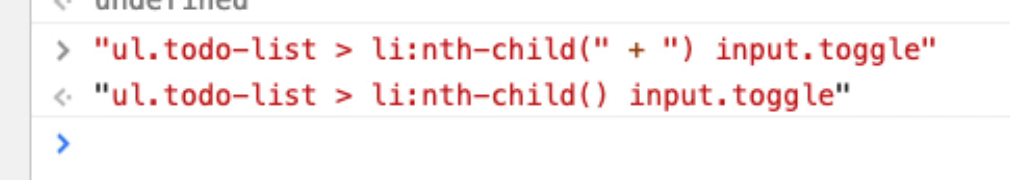 undefined
> "ul.todo-list > li:nth-child(" + ") input.toggle"
"ul.todo-list > li:nth-child() input.toggle"
>